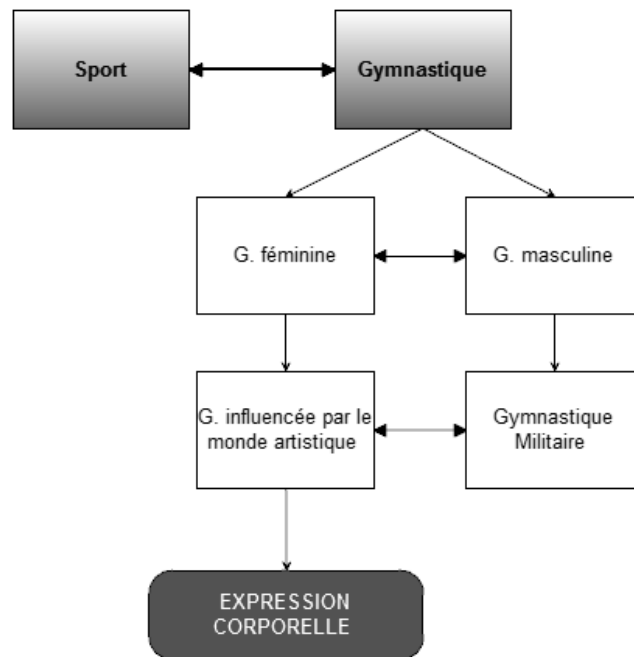 Sport
Gymnastique
G. féminine
G. masculine
G. influencée par le
monde artistique
Gymnastique
Militaire
EXPRESSION
CORPORELLE